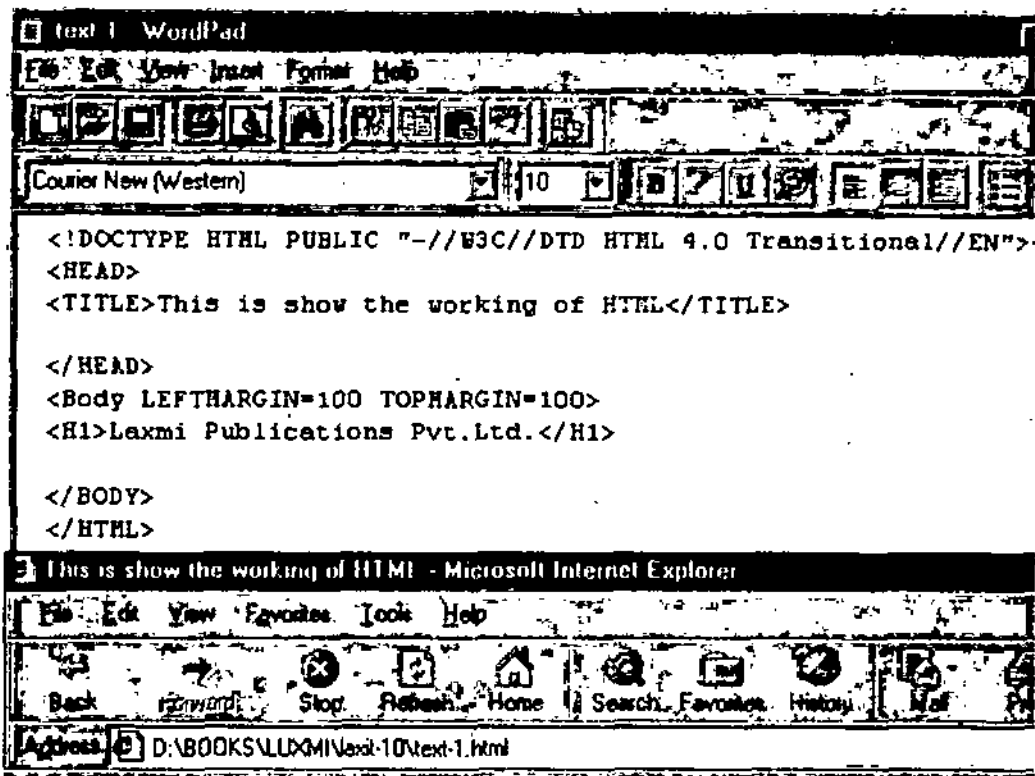 text 1 WordPad
File Edit View Insert Format Help
Courier New (Western) 10 B I U
<!DOCTYPE HTML PUBLIC "-//W3C//DTD HTML 4.0 Transitional//EN">
<HEAD>
<TITLE>This is show the working of HTML</TITLE>
</HEAD>
<Body LEFTMARGIN=100 TOPMARGIN=100>
<H1>Laxmi Publications Pvt.Ltd.</H1>
</BODY>
</HTML>
This is show the working of HTML - Microsoft Internet Explorer
File Edit View Favorites Tools Help
Back Forward Stop Refresh Home Search Favorites History Mail
Address D:\BOOKS\LUXMI\lexit-10\text-1.html